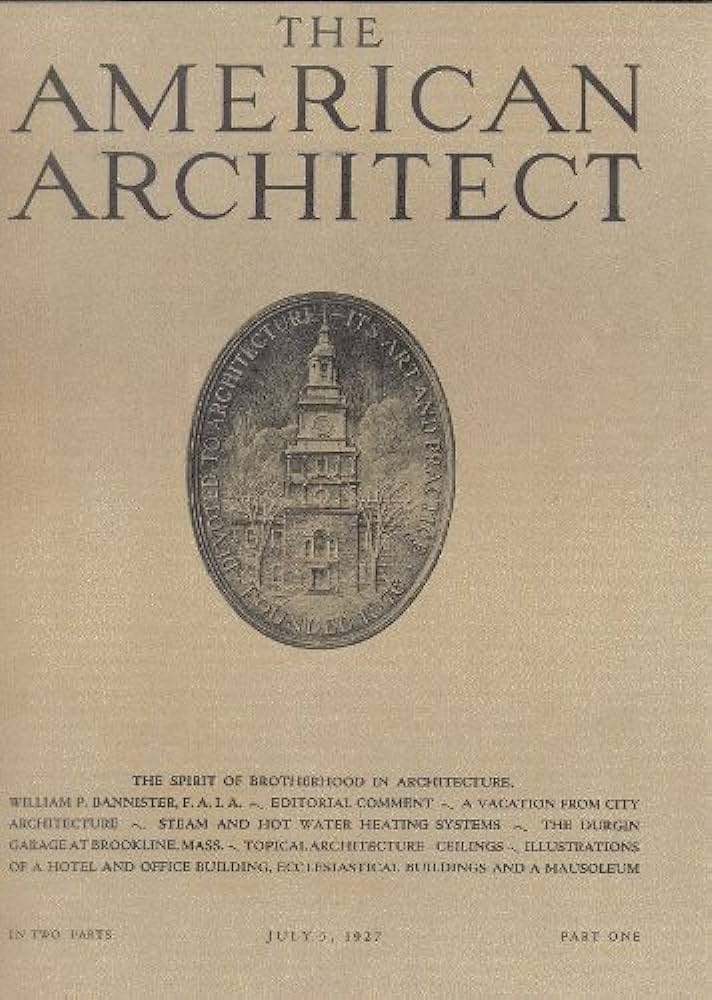 THE
AMERICAN
ARCHITECT
DEVOTED TO ARCHITECTURE ITS ART AND PRACTICE
FOUNDED 1876
THE SPIRIT OF BROTHERHOOD IN ARCHITECTURE.
WILLIAM P. BANNISTER, F. A. I. A. ~ EDITORIAL COMMENT ~ A VACATION FROM CITY
ARCHITECTURE ~ STEAM AND HOT WATER HEATING SYSTEMS ~ THE DURGIN
GARAGE AT BROOKLINE, MASS. ~ TOPICAL ARCHITECTURE CEILINGS ~ ILLUSTRATIONS
OF A HOTEL AND OFFICE BUILDING, ECCLESIASTICAL BUILDINGS AND A MAUSOLEUM
IN TWO PARTS JULY 5, 1927 PART ONE